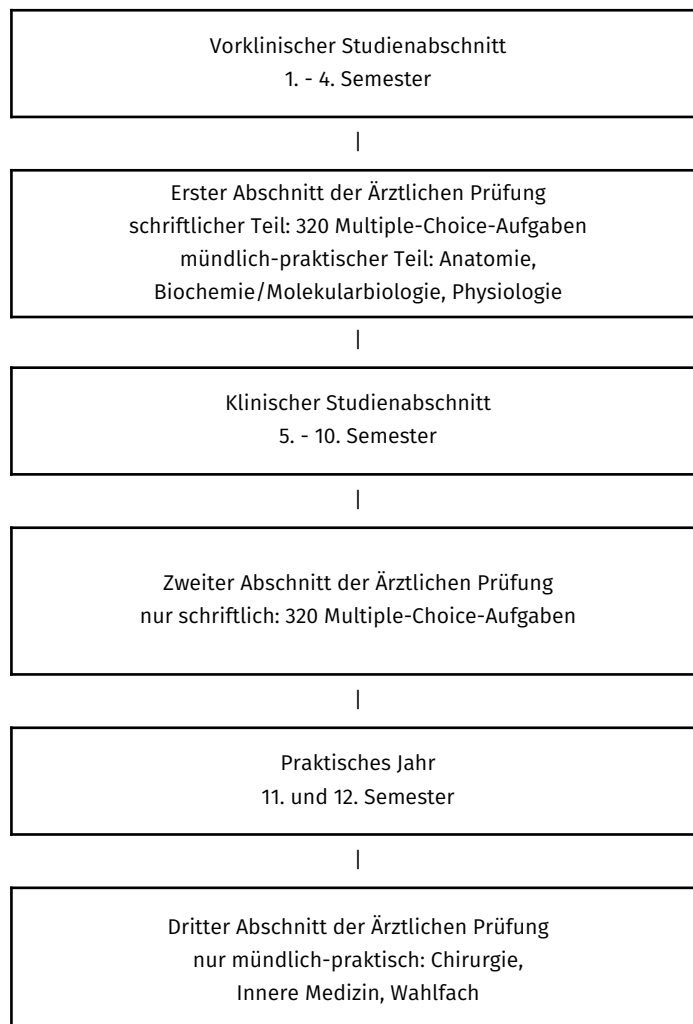 Vorklinischer Studienabschnitt
1. - 4. Semester
|
Erster Abschnitt der Ärztlichen Prüfung
schriftlicher Teil: 320 Multiple-Choice-Aufgaben
mündlich-praktischer Teil: Anatomie,
Biochemie/Molekularbiologie, Physiologie
|
Klinischer Studienabschnitt
5. - 10. Semester
|
Zweiter Abschnitt der Ärztlichen Prüfung
nur schriftlich: 320 Multiple-Choice-Aufgaben
|
Praktisches Jahr
11. und 12. Semester
|
Dritter Abschnitt der Ärztlichen Prüfung
nur mündlich-praktisch: Chirurgie,
Innere Medizin, Wahlfach